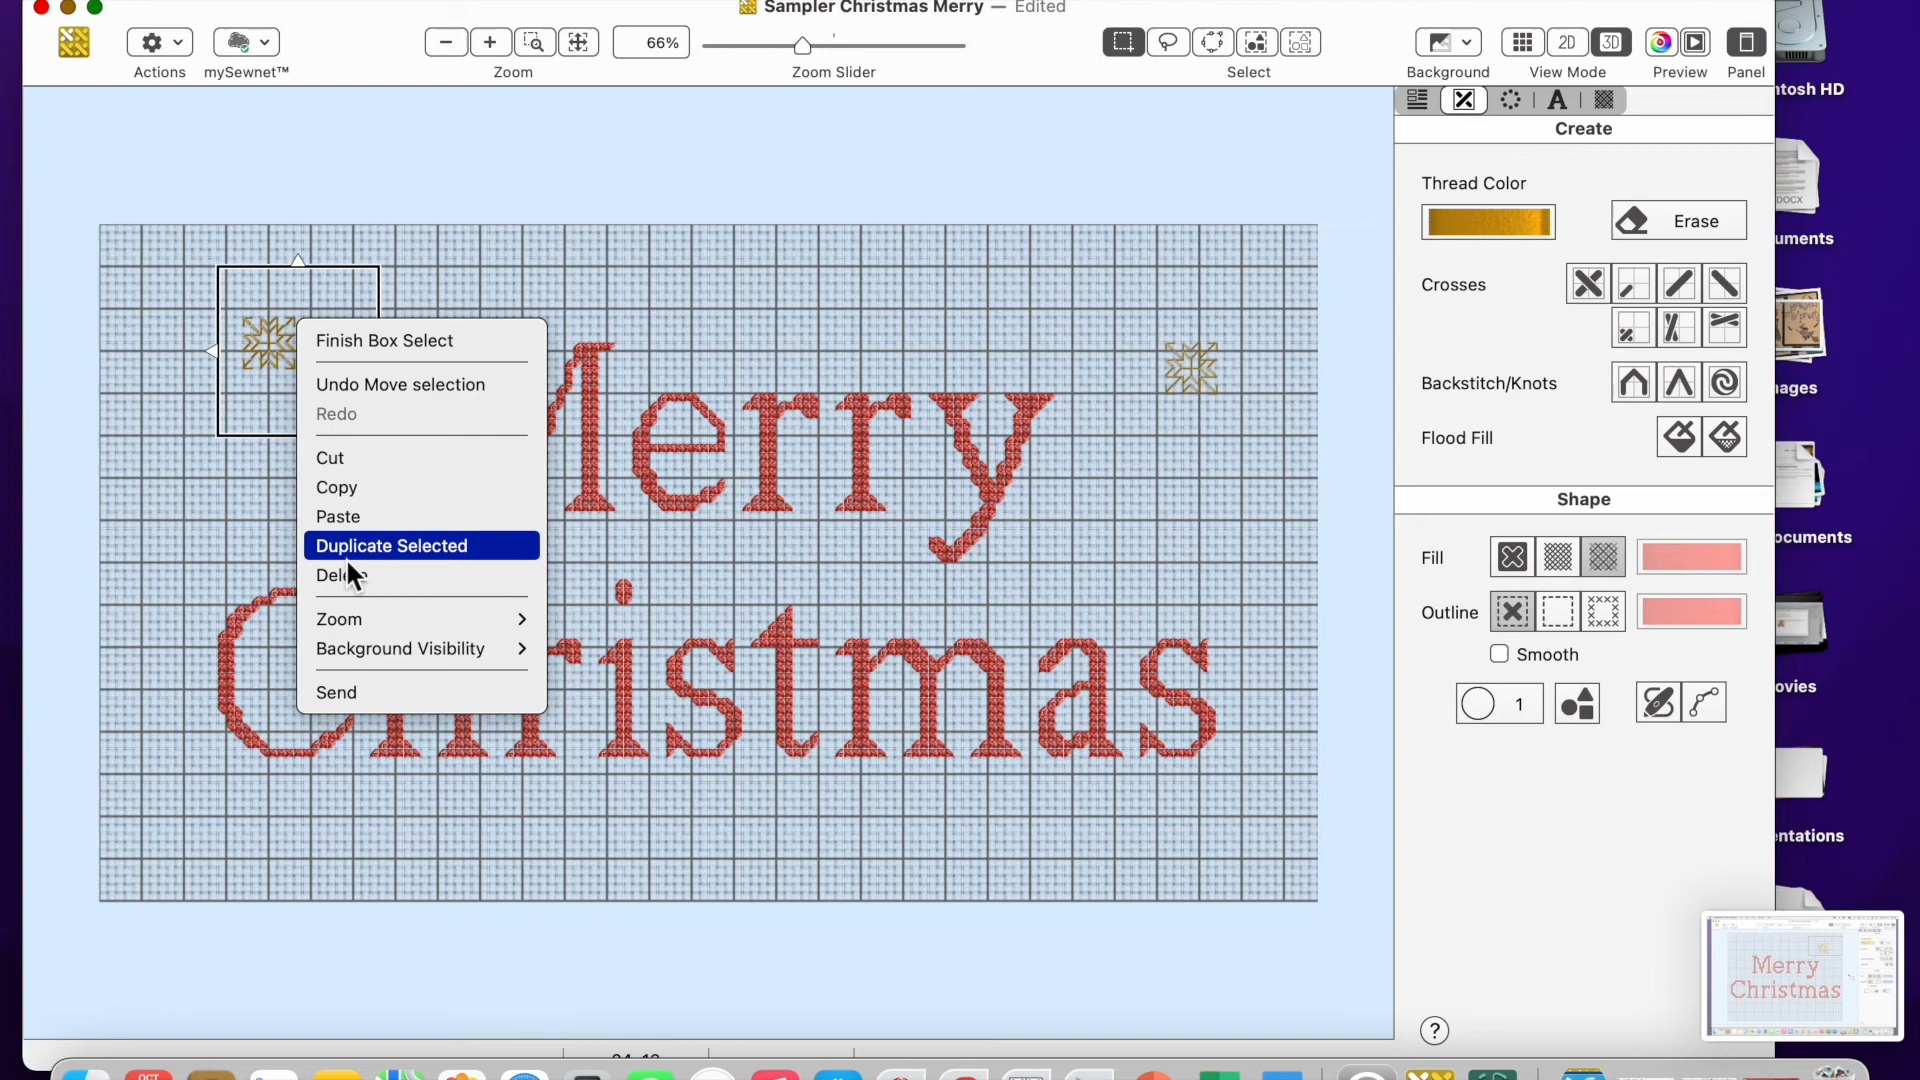 Sampler Christmas Merry — Edited
66%
Actions
mySewnet™
Zoom
Zoom Slider
Select
Background
2D
3D
View Mode
Preview
Panel
ntosh HD
A
Create
Thread Color
Erase
Crosses
Backstitch/Knots
Flood Fill
Shape
Fill
Outline
Smooth
1
Finish Box Select
Undo Move selection
Redo
Cut
Copy
Paste
Duplicate Selected
Zoom
Background Visibility
Send
Merry
Christmas
DOCX
uments
ages
ocuments
ovies
entations
Merry
Christmas
?
OCT